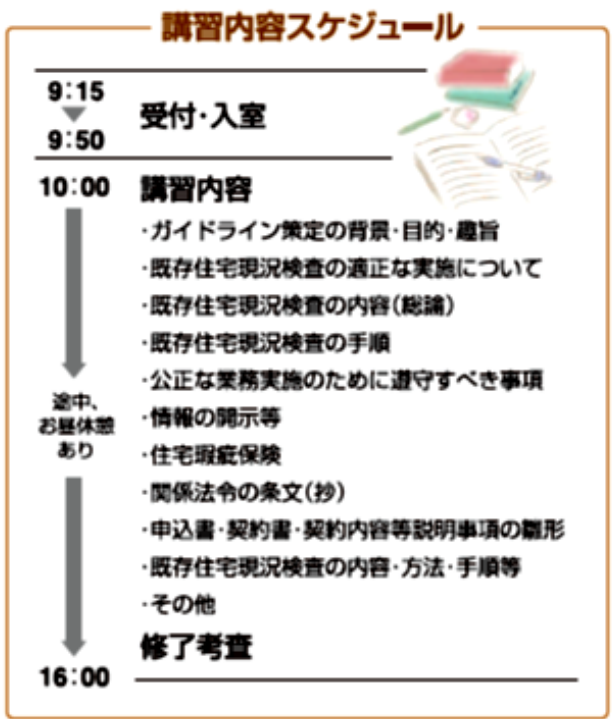 講習内容スケジュール
9:15
9:50
受付・入室
10:00
講習内容
・ガイドライン策定の背景・目的・趣旨
・既存住宅現況検査の適正な実施について
・既存住宅現況検査の内容(総論)
・既存住宅現況検査の手順
・公正な業務実施のために遵守すべき事項
・情報の開示等
・住宅瑕疵保険
・関係法令の条文(抄)
・申込書・契約書・契約内容等説明事項の雛形
・既存住宅現況検査の内容・方法・手順等
・その他
途中、
お昼休憩
あり
修了考査
16:00